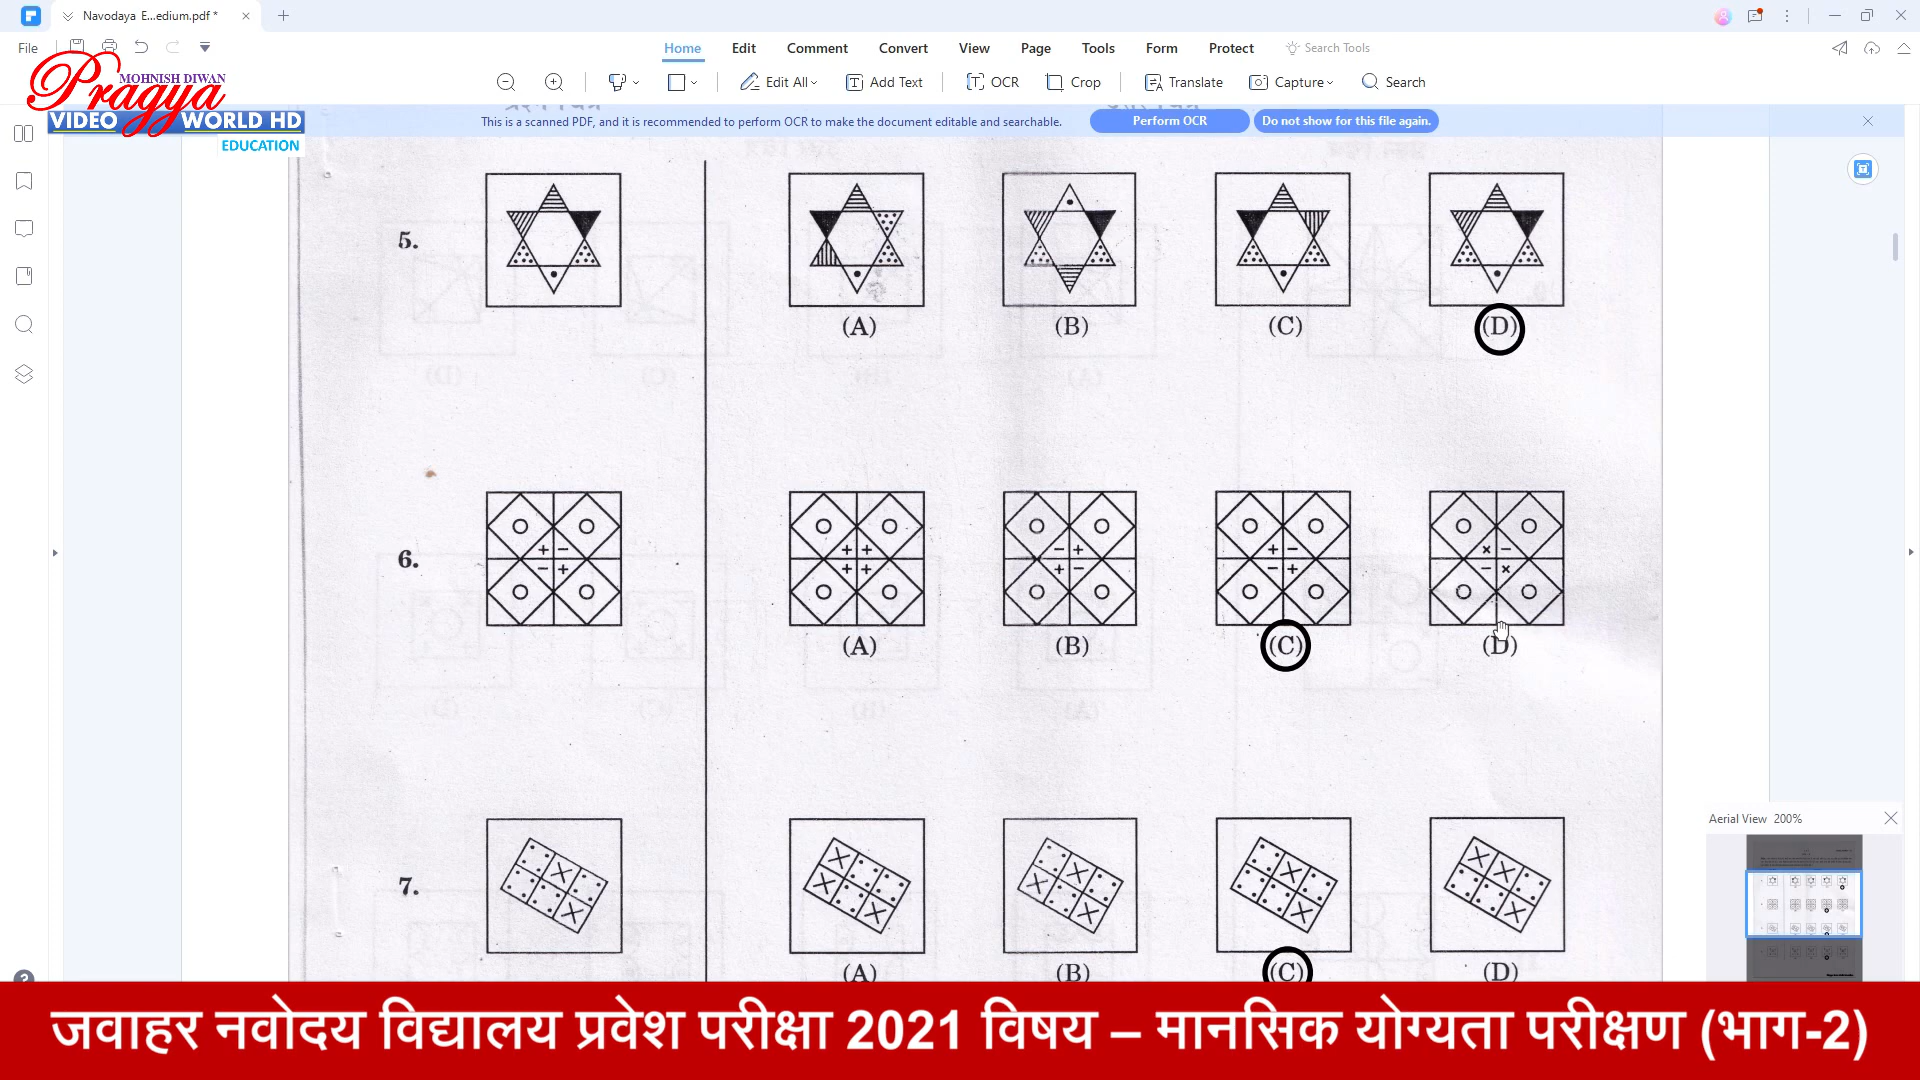 Navodaya E...edium.pdf *
File
Home Edit Comment Convert View Page Tools Form Protect Search Tools
Edit All Add Text OCR Crop Translate Capture Search
MOHNISH DIWAN
Pragya
VIDEO WORLD HD
EDUCATION
This is a scanned PDF, and it is recommended to perform OCR to make the document editable and searchable. Perform OCR Do not show for this file again.
5.
(A) (B) (C) (D)
6.
(A) (B) (C) (D)
7.
(A) (B) (C) (D)
Aerial View 200%
जवाहर नवोदय विद्यालय प्रवेश परीक्षा 2021 विषय – मानसिक योग्यता परीक्षण (भाग-2)